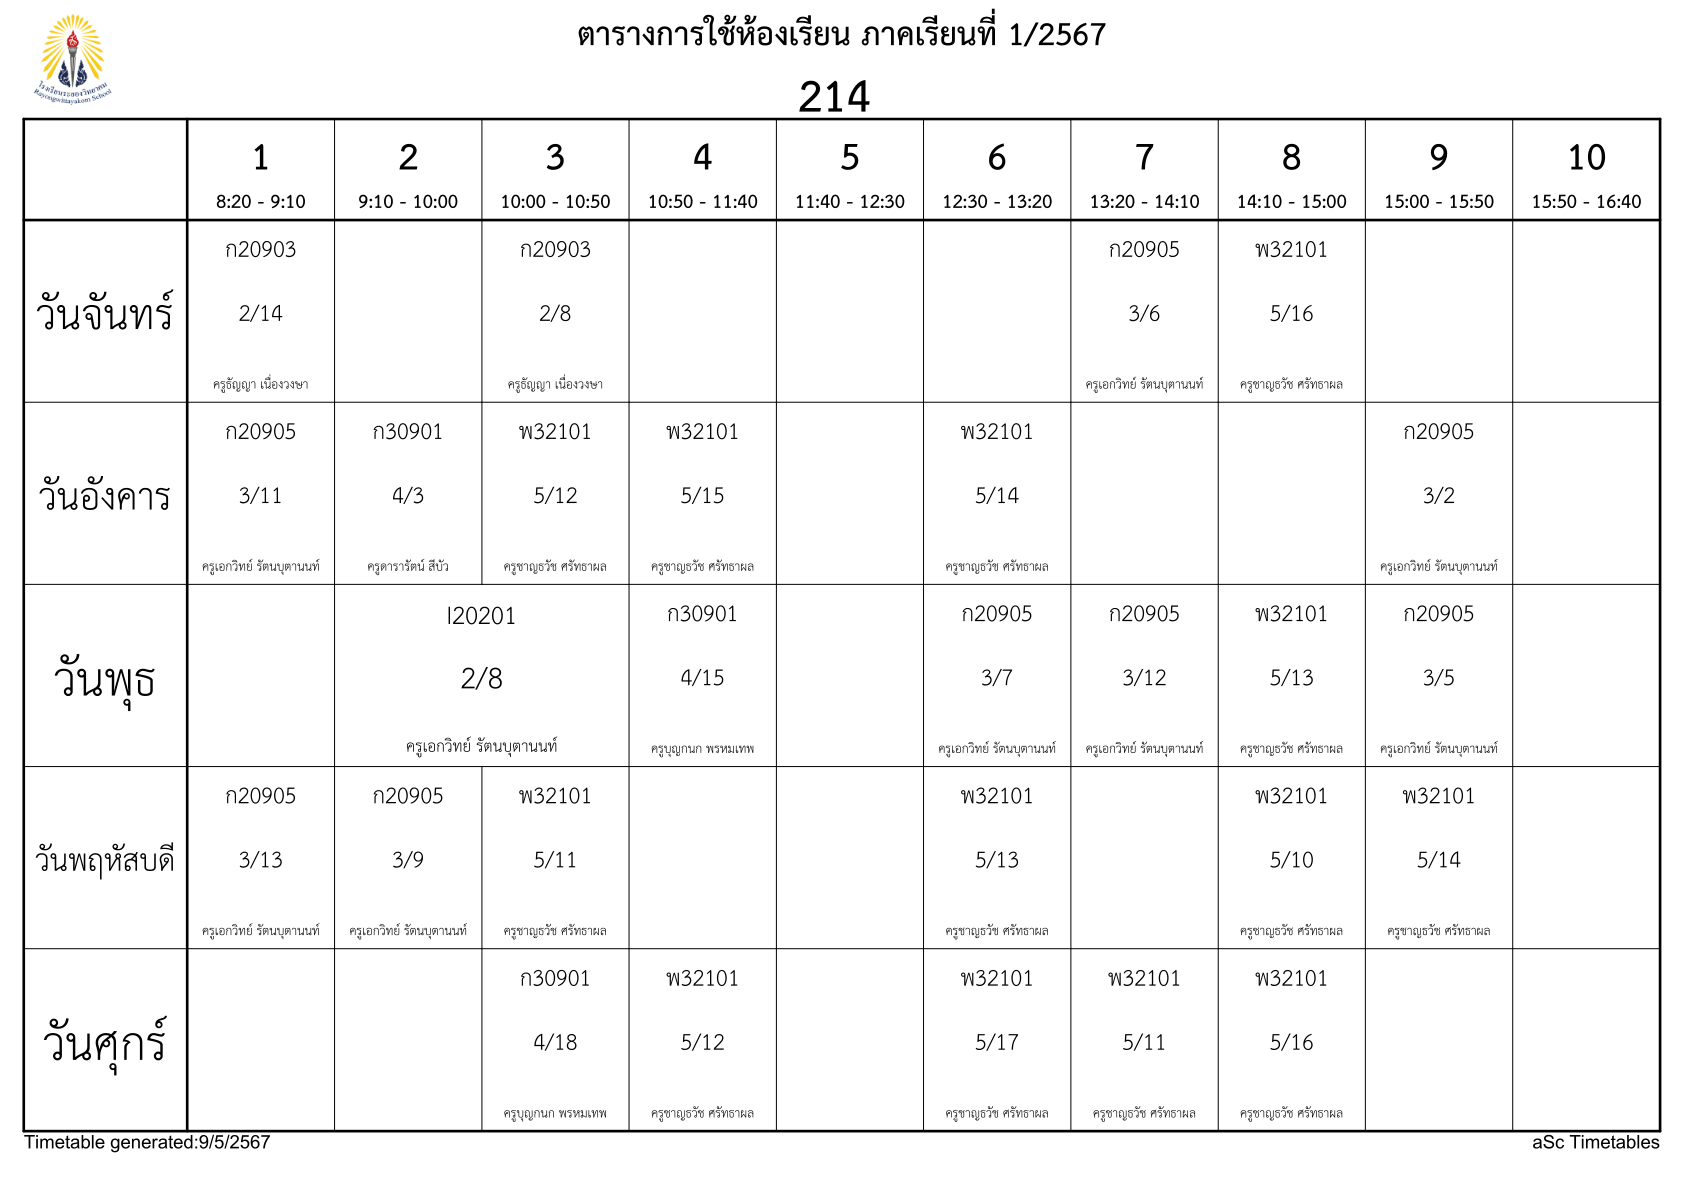 ตารางการใช้ห้องเรียน ภาคเรียนที่ 1/2567
โรงเรียนระยองวิทยาคม
Rayongwittayakom School
214
1 2 3 4 5 6 7 8 9 10
8:20 - 9:10 9:10 - 10:00 10:00 - 10:50 10:50 - 11:40 11:40 - 12:30 12:30 - 13:20 13:20 - 14:10 14:10 - 15:00 15:00 - 15:50 15:50 - 16:40
วันจันทร์
ก20903 ก20903 ก20905 พ32101
2/14 2/8 3/6 5/16
ครูธัญญา เนื่องวงษา ครูธัญญา เนื่องวงษา ครูเอกวิทย์ รัตนบุตานนท์ ครูชาญธวัช ศรัทธาผล
วันอังคาร
ก20905 ก30901 พ32101 พ32101 พ32101 ก20905
3/11 4/3 5/12 5/15 5/14 3/2
ครูเอกวิทย์ รัตนบุตานนท์ ครูดารารัตน์ สีบัว ครูชาญธวัช ศรัทธาผล ครูชาญธวัช ศรัทธาผล ครูชาญธวัช ศรัทธาผล ครูเอกวิทย์ รัตนบุตานนท์
วันพุธ
I20201 ก30901 ก20905 ก20905 พ32101 ก20905
2/8 4/15 3/7 3/12 5/13 3/5
ครูเอกวิทย์ รัตนบุตานนท์ ครูบุญกนก พรหมเทพ ครูเอกวิทย์ รัตนบุตานนท์ ครูเอกวิทย์ รัตนบุตานนท์ ครูชาญธวัช ศรัทธาผล ครูเอกวิทย์ รัตนบุตานนท์
วันพฤหัสบดี
ก20905 ก20905 พ32101 พ32101 พ32101 พ32101
3/13 3/9 5/11 5/13 5/10 5/14
ครูเอกวิทย์ รัตนบุตานนท์ ครูเอกวิทย์ รัตนบุตานนท์ ครูชาญธวัช ศรัทธาผล ครูชาญธวัช ศรัทธาผล ครูชาญธวัช ศรัทธาผล ครูชาญธวัช ศรัทธาผล
วันศุกร์
ก30901 พ32101 พ32101 พ32101 พ32101
4/18 5/12 5/17 5/11 5/16
ครูบุญกนก พรหมเทพ ครูชาญธวัช ศรัทธาผล ครูชาญธวัช ศรัทธาผล ครูชาญธวัช ศรัทธาผล ครูชาญธวัช ศรัทธาผล
Timetable generated:9/5/2567 aSc Timetables